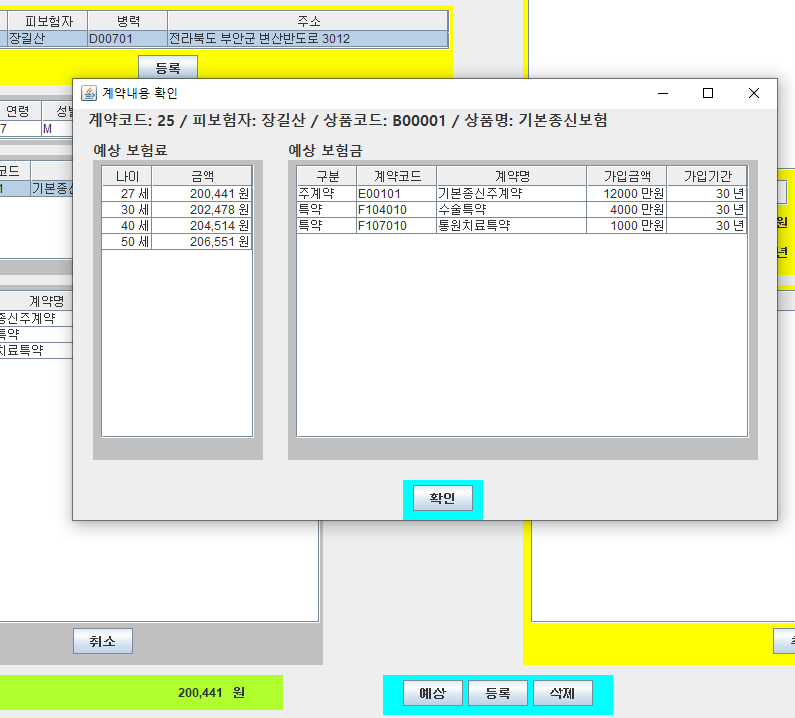 피보험자 병력 주소
장길산 D00701 전라북도 부안군 변산반도로 3012
등록
계약내용 확인
연령
7 M
계약코드: 25 / 피보험자: 장길산 / 상품코드: B00001 / 상품명: 기본종신보험
예상 보험료 예상 보험금
나이 금액
27 세 200,441 원
30 세 202,478 원
40 세 204,514 원
50 세 206,551 원
구분 계약코드 계약명 가입금액 가입기간
주계약 E00101 기본종신주계약 12000 만원 30 년
특약 F104010 수술특약 4000 만원 30 년
특약 F107010 통원치료특약 1000 만원 30 년
코드
1 기본종신
원
년
계약명
종신주계약
특약
치료특약
확인
취소
200,441 원
예상 등록 삭제